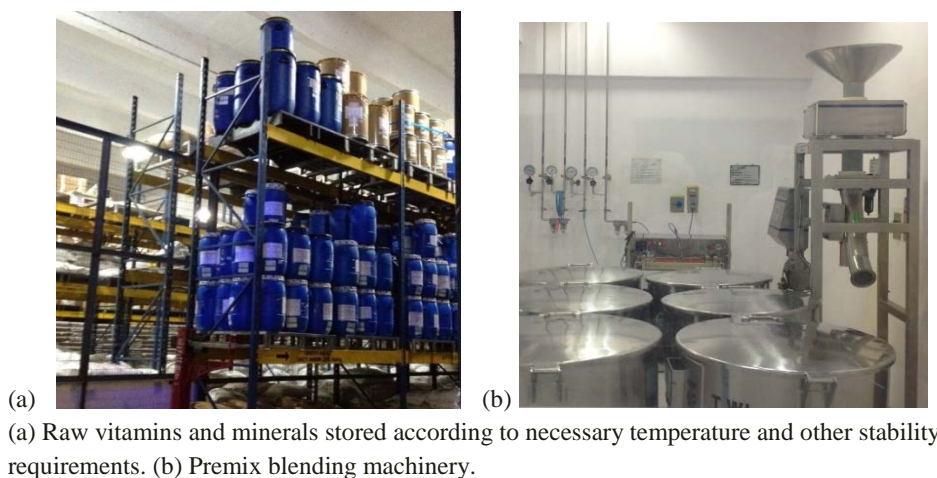 (a)
(b)
(a) Raw vitamins and minerals stored according to necessary temperature and other stability
requirements. (b) Premix blending machinery.